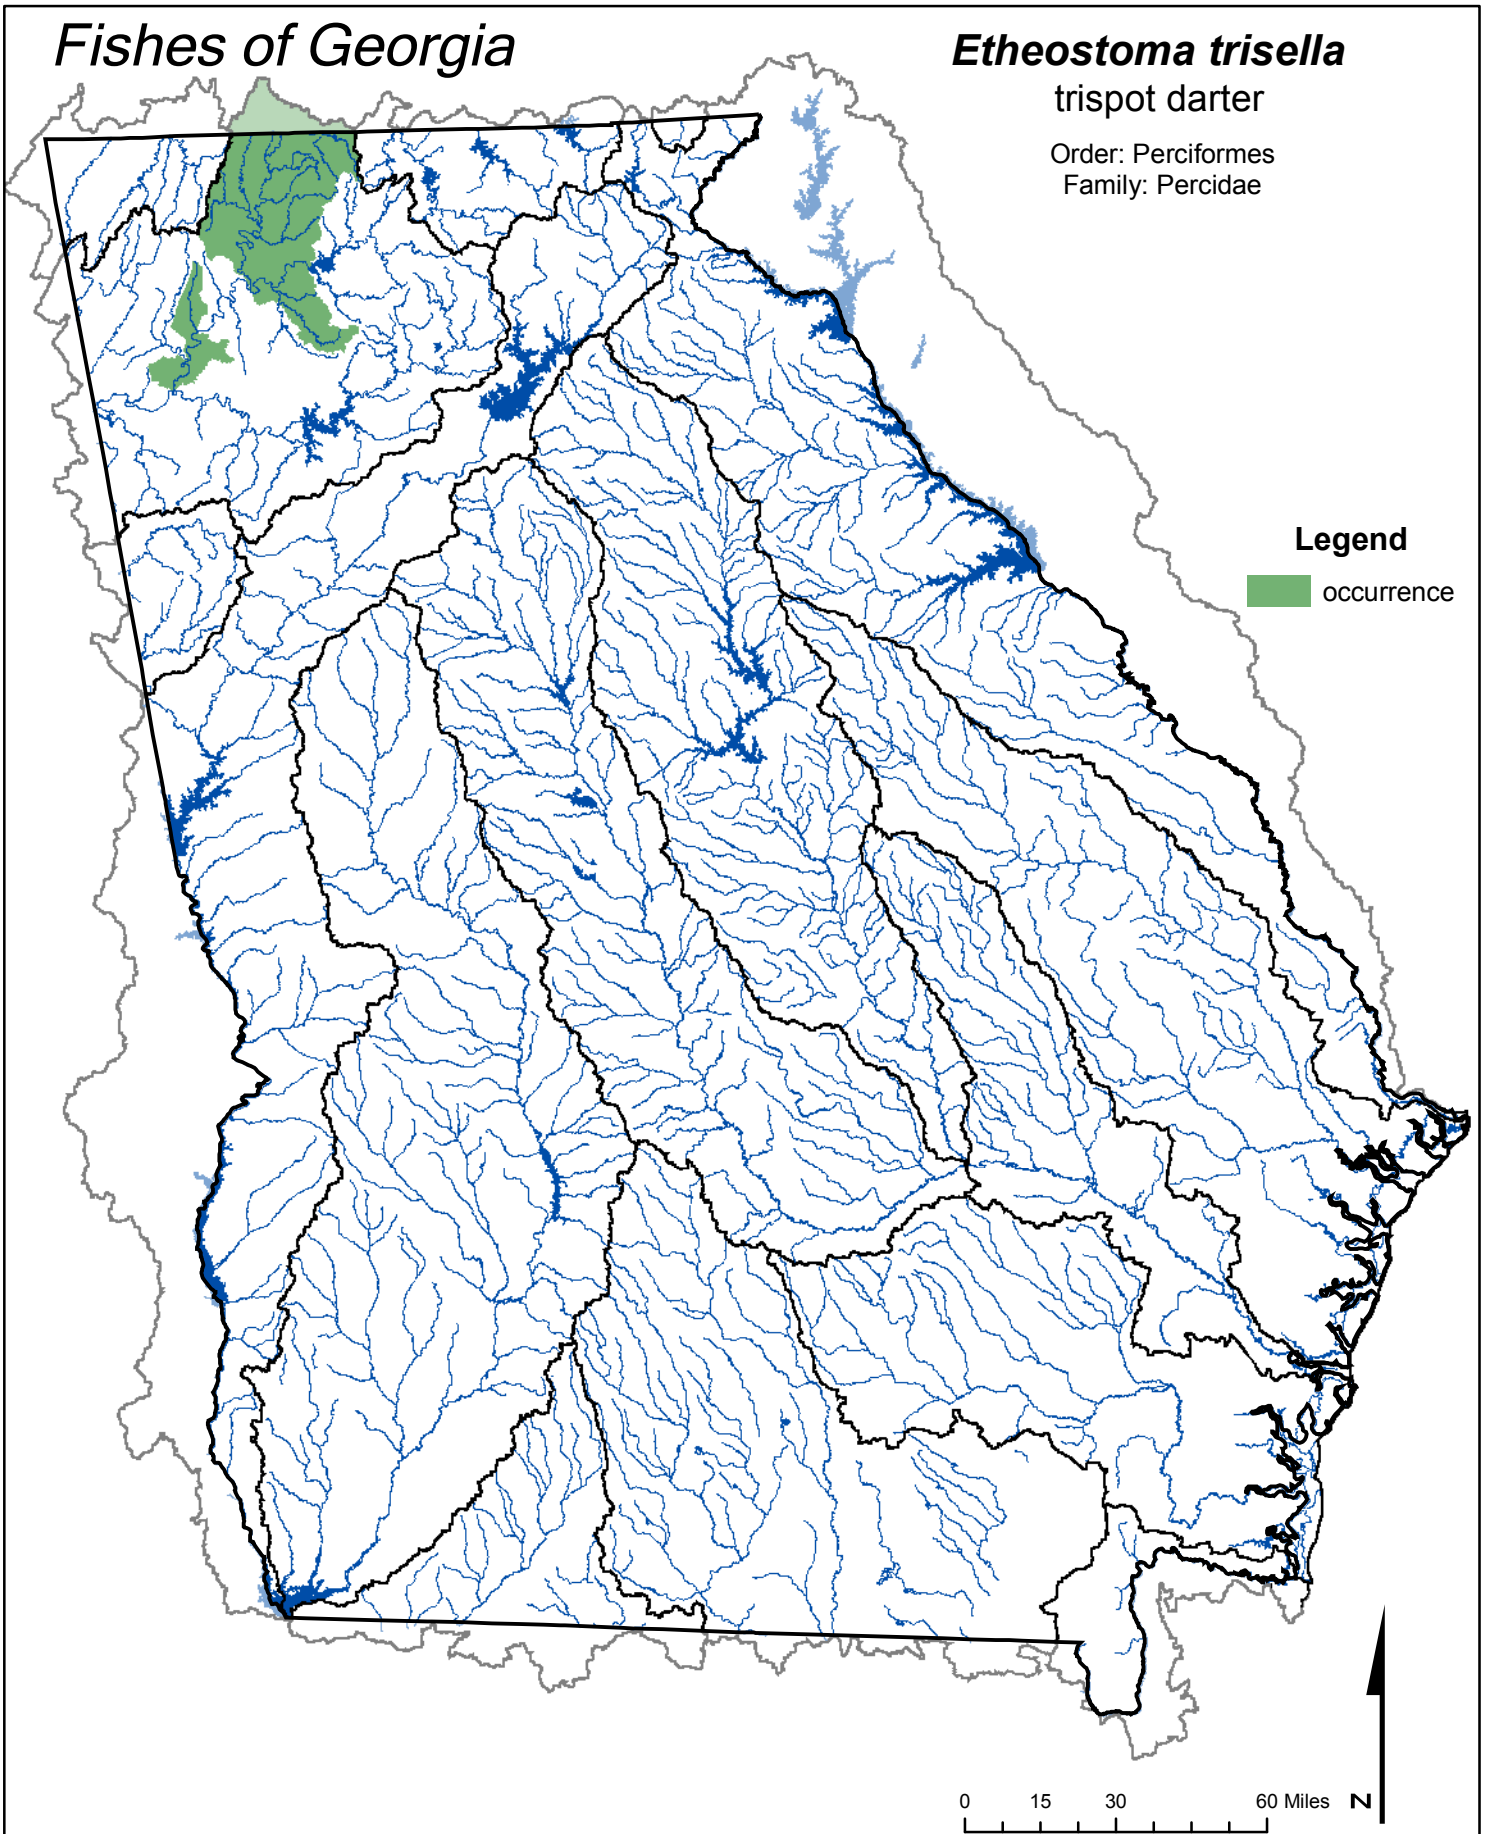 Fishes of Georgia
Etheostoma trisella
trispot darter
Order: Perciformes
Family: Percidae
Legend
occurrence
0 15 30 60 Miles
N